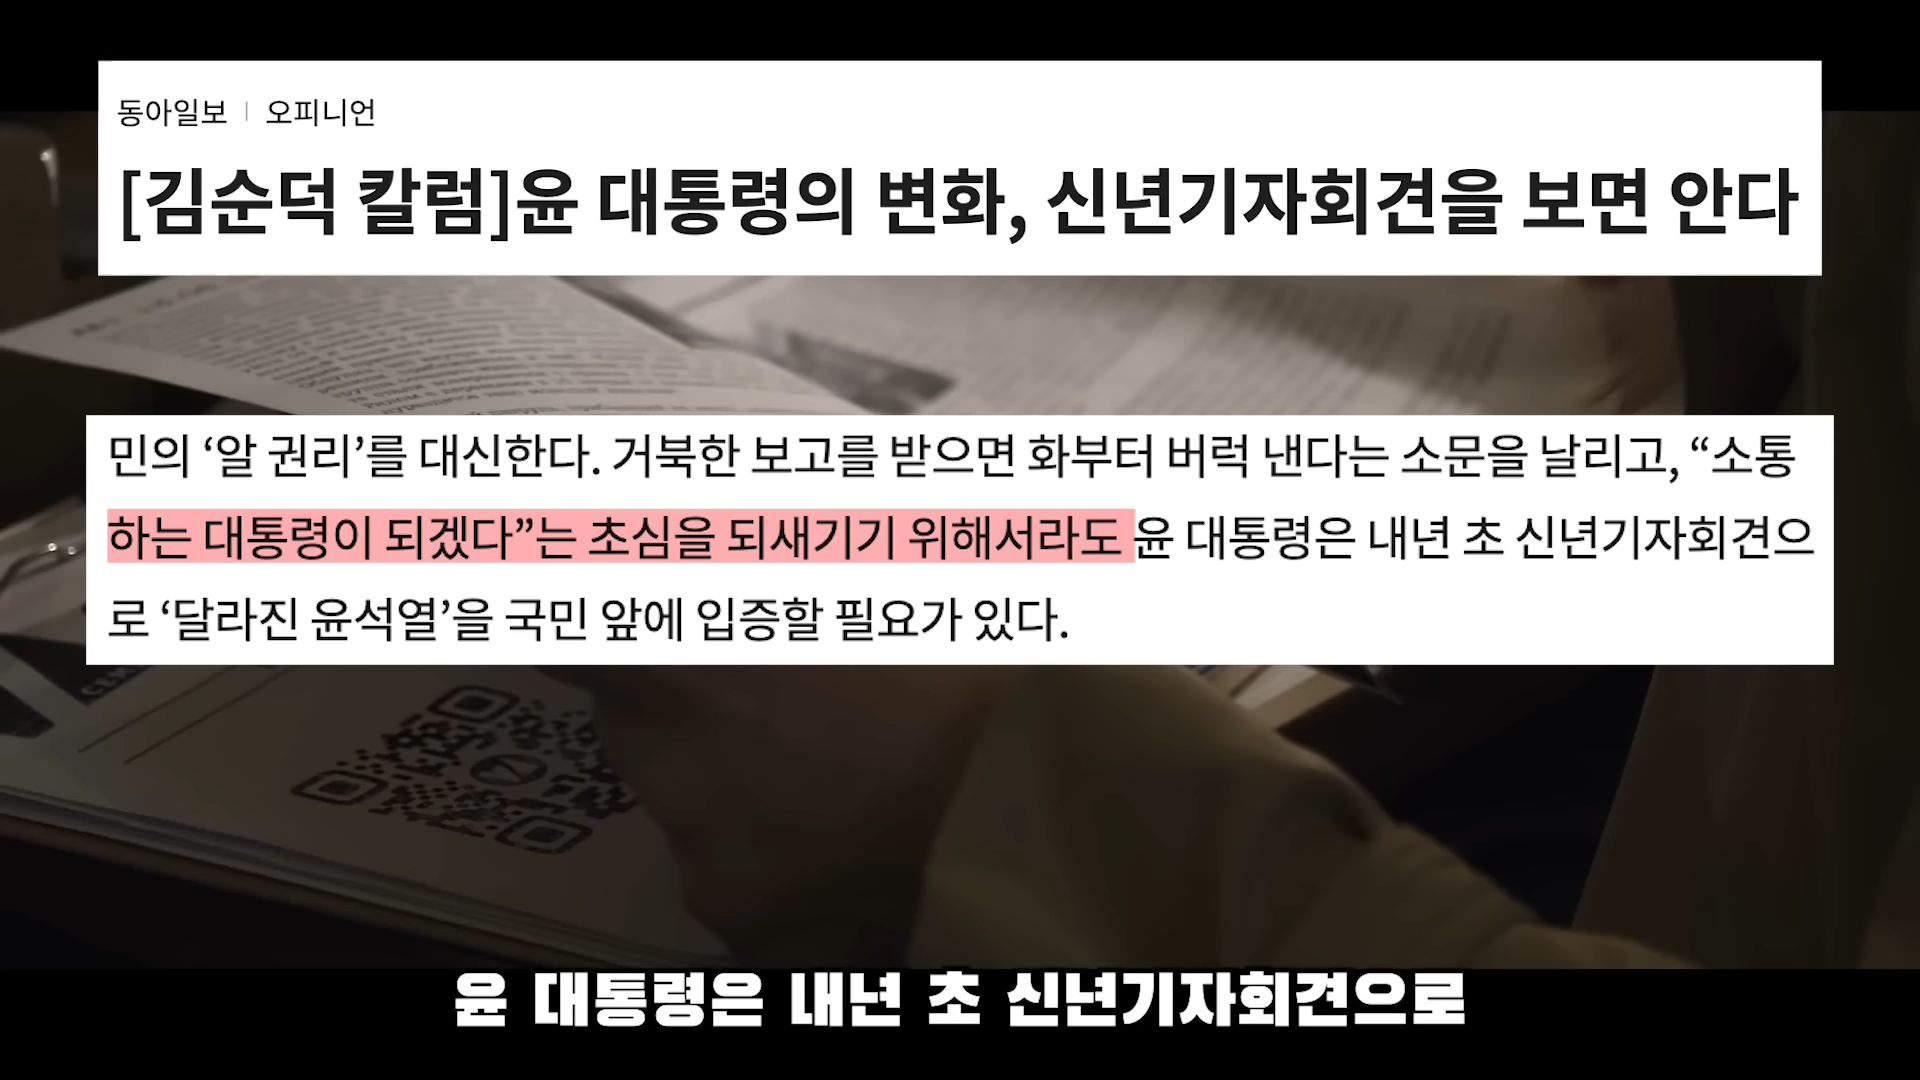 동아일보 | 오피니언
[김순덕 칼럼]윤 대통령의 변화, 신년기자회견을 보면 안다
민의 ‘알 권리’를 대신한다. 거북한 보고를 받으면 화부터 버럭 낸다는 소문을 날리고, “소통
하는 대통령이 되겠다”는 초심을 되새기기 위해서라도 윤 대통령은 내년 초 신년기자회견으
로 ‘달라진 윤석열’을 국민 앞에 입증할 필요가 있다.
윤 대통령은 내년 초 신년기자회견으로